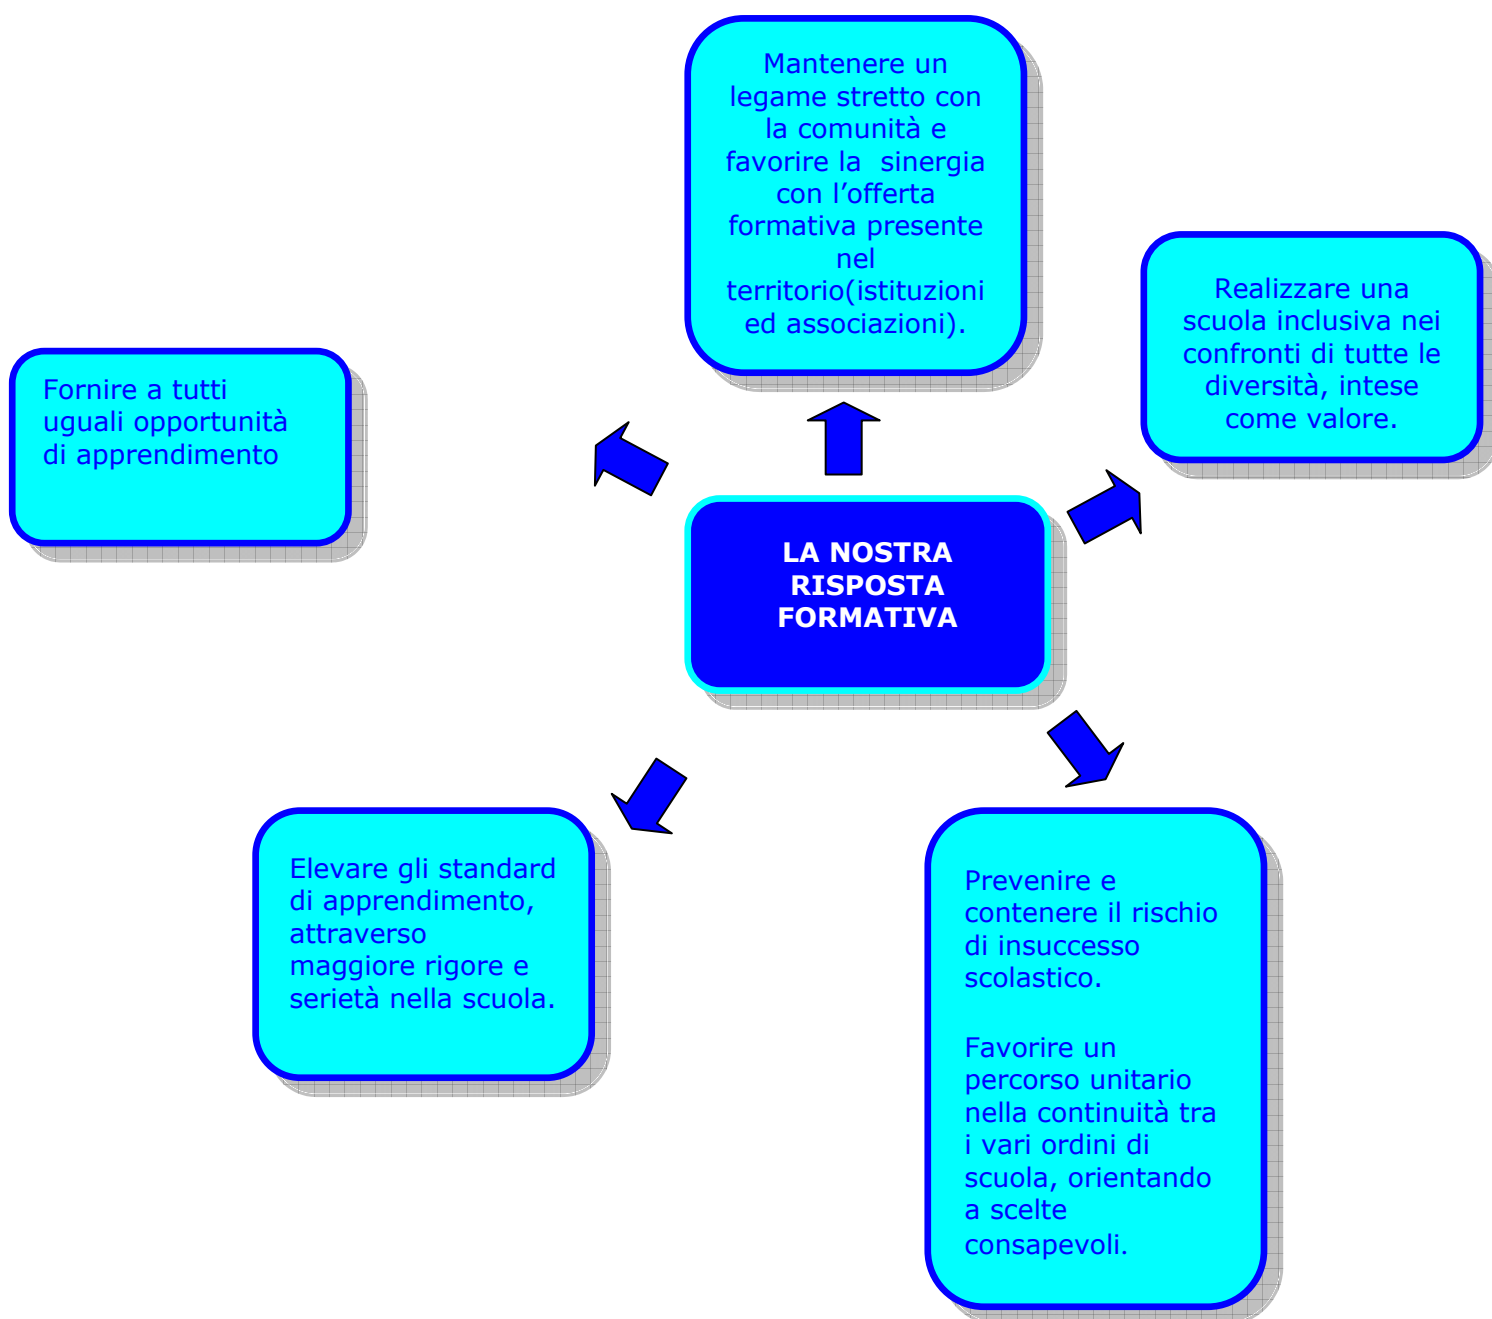 Mantenere un
legame stretto con
la comunità e
favorire la  sinergia
con l’offerta
formativa presente
nel
territorio(istituzioni
ed associazioni).
Realizzare una
scuola inclusiva nei
confronti di tutte le
diversità, intese
come valore.
Fornire a tutti
uguali opportunità
di apprendimento
LA NOSTRA
RISPOSTA
FORMATIVA
Elevare gli standard
di apprendimento,
attraverso
maggiore rigore e
serietà nella scuola.
Prevenire e
contenere il rischio
di insuccesso
scolastico.
Favorire un
percorso unitario
nella continuità tra
i vari ordini di
scuola, orientando
a scelte
consapevoli.